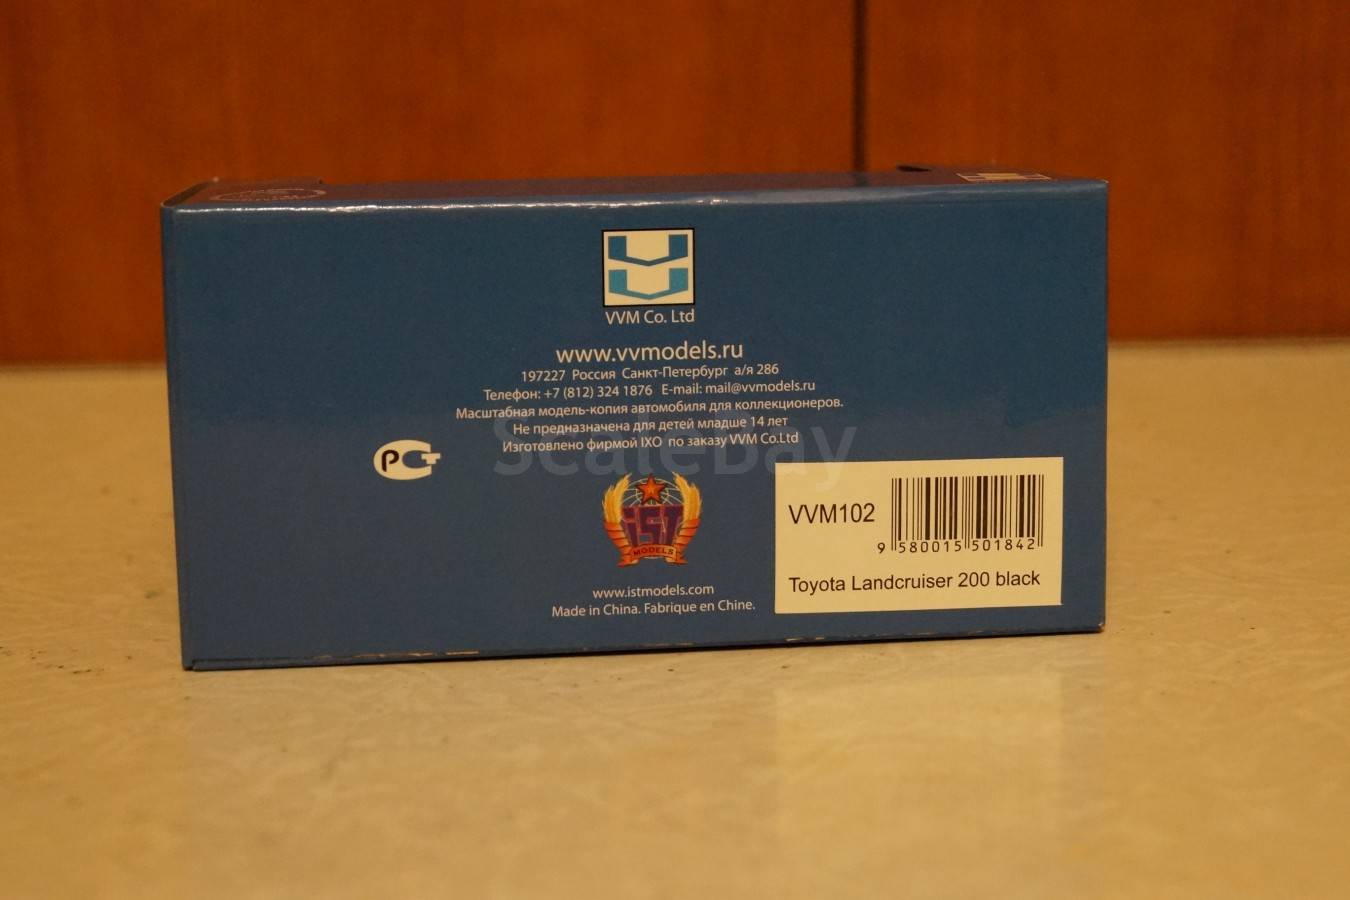 VVM Co. Ltd
www.vvmodels.ru
197227 Россия Санкт-Петербург а/я 286
Телефон: +7 (812) 324 1876 E-mail: mail@vvmodels.ru
Масштабная модель-копия автомобиля для коллекционеров.
Не предназначена для детей младше 14 лет
Изготовлено фирмой IXO по заказу VVM Co.Ltd
ScaleBay
РСТ
iST
MODELS
www.istmodels.com
Made in China. Fabrique en Chine.
VVM102
9 580015 501842
Toyota Landcruiser 200 black